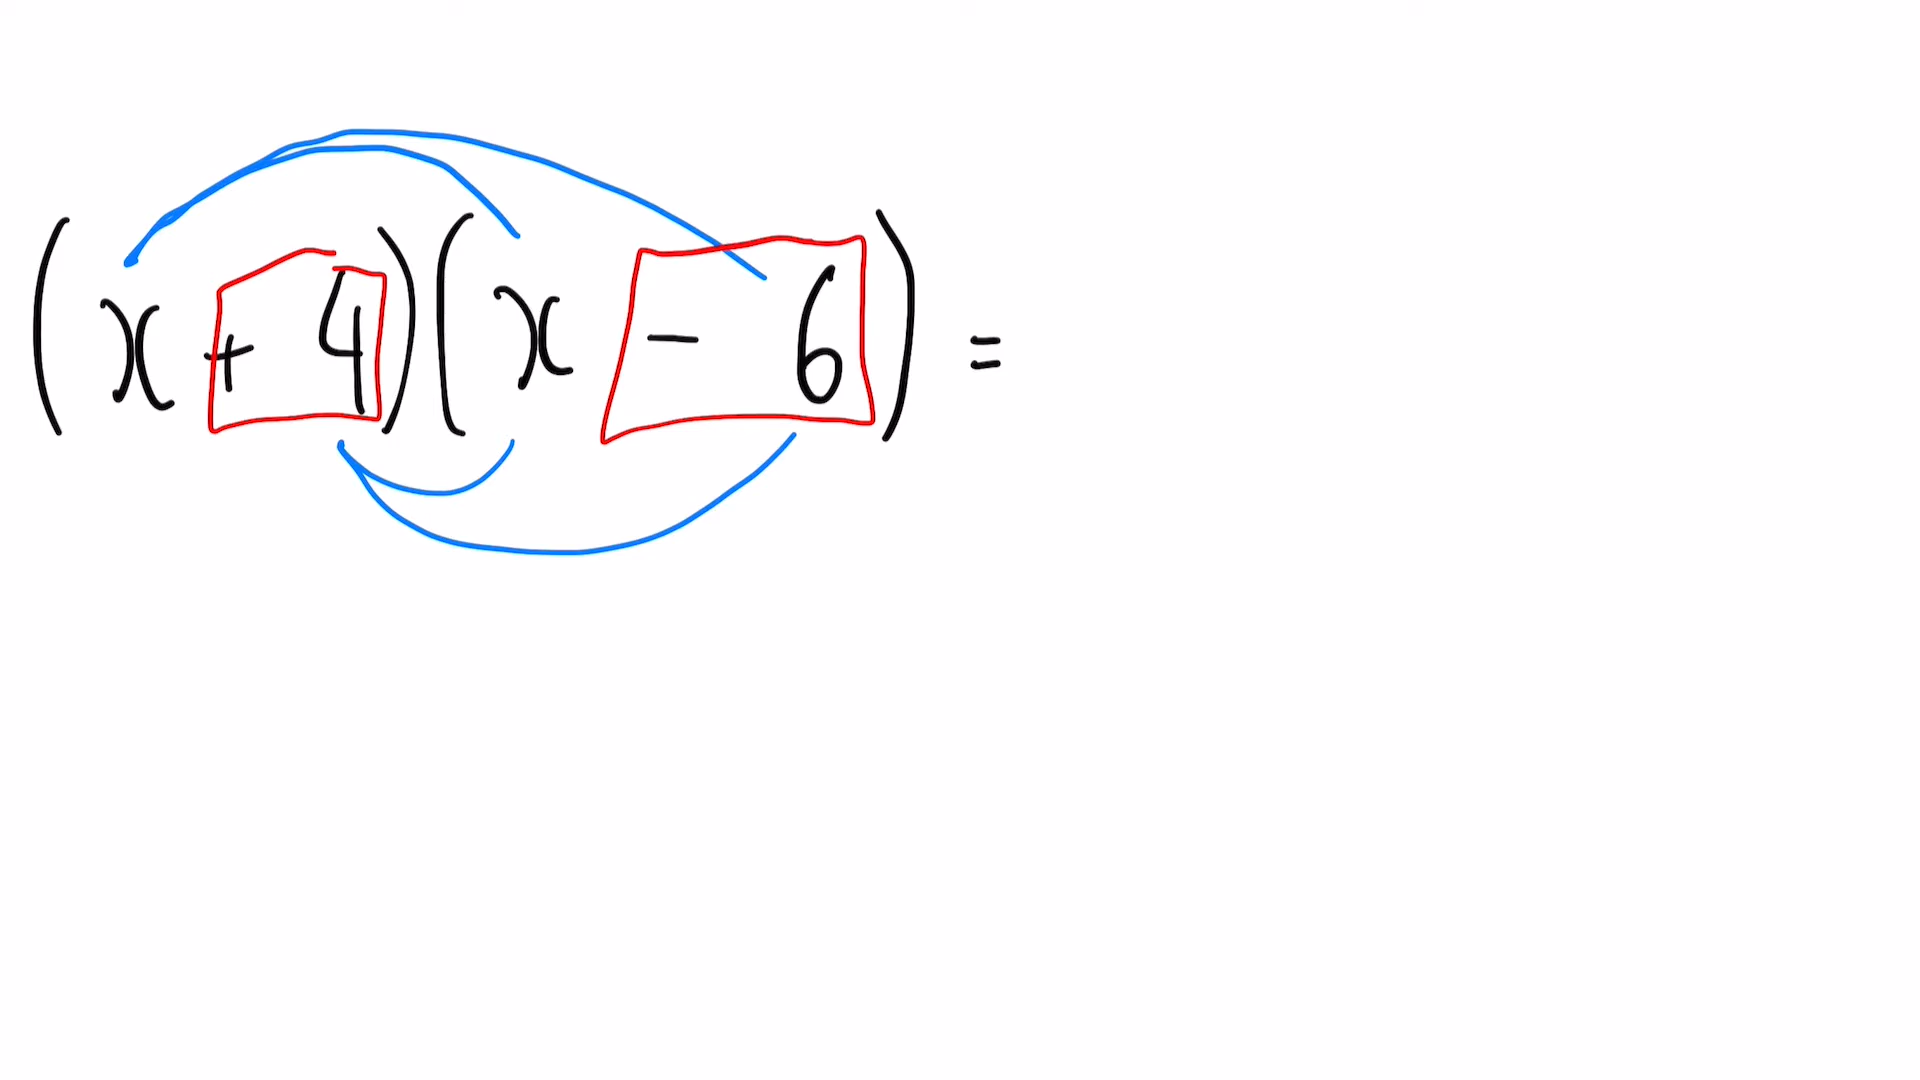 (x + 4)(x - 6) =